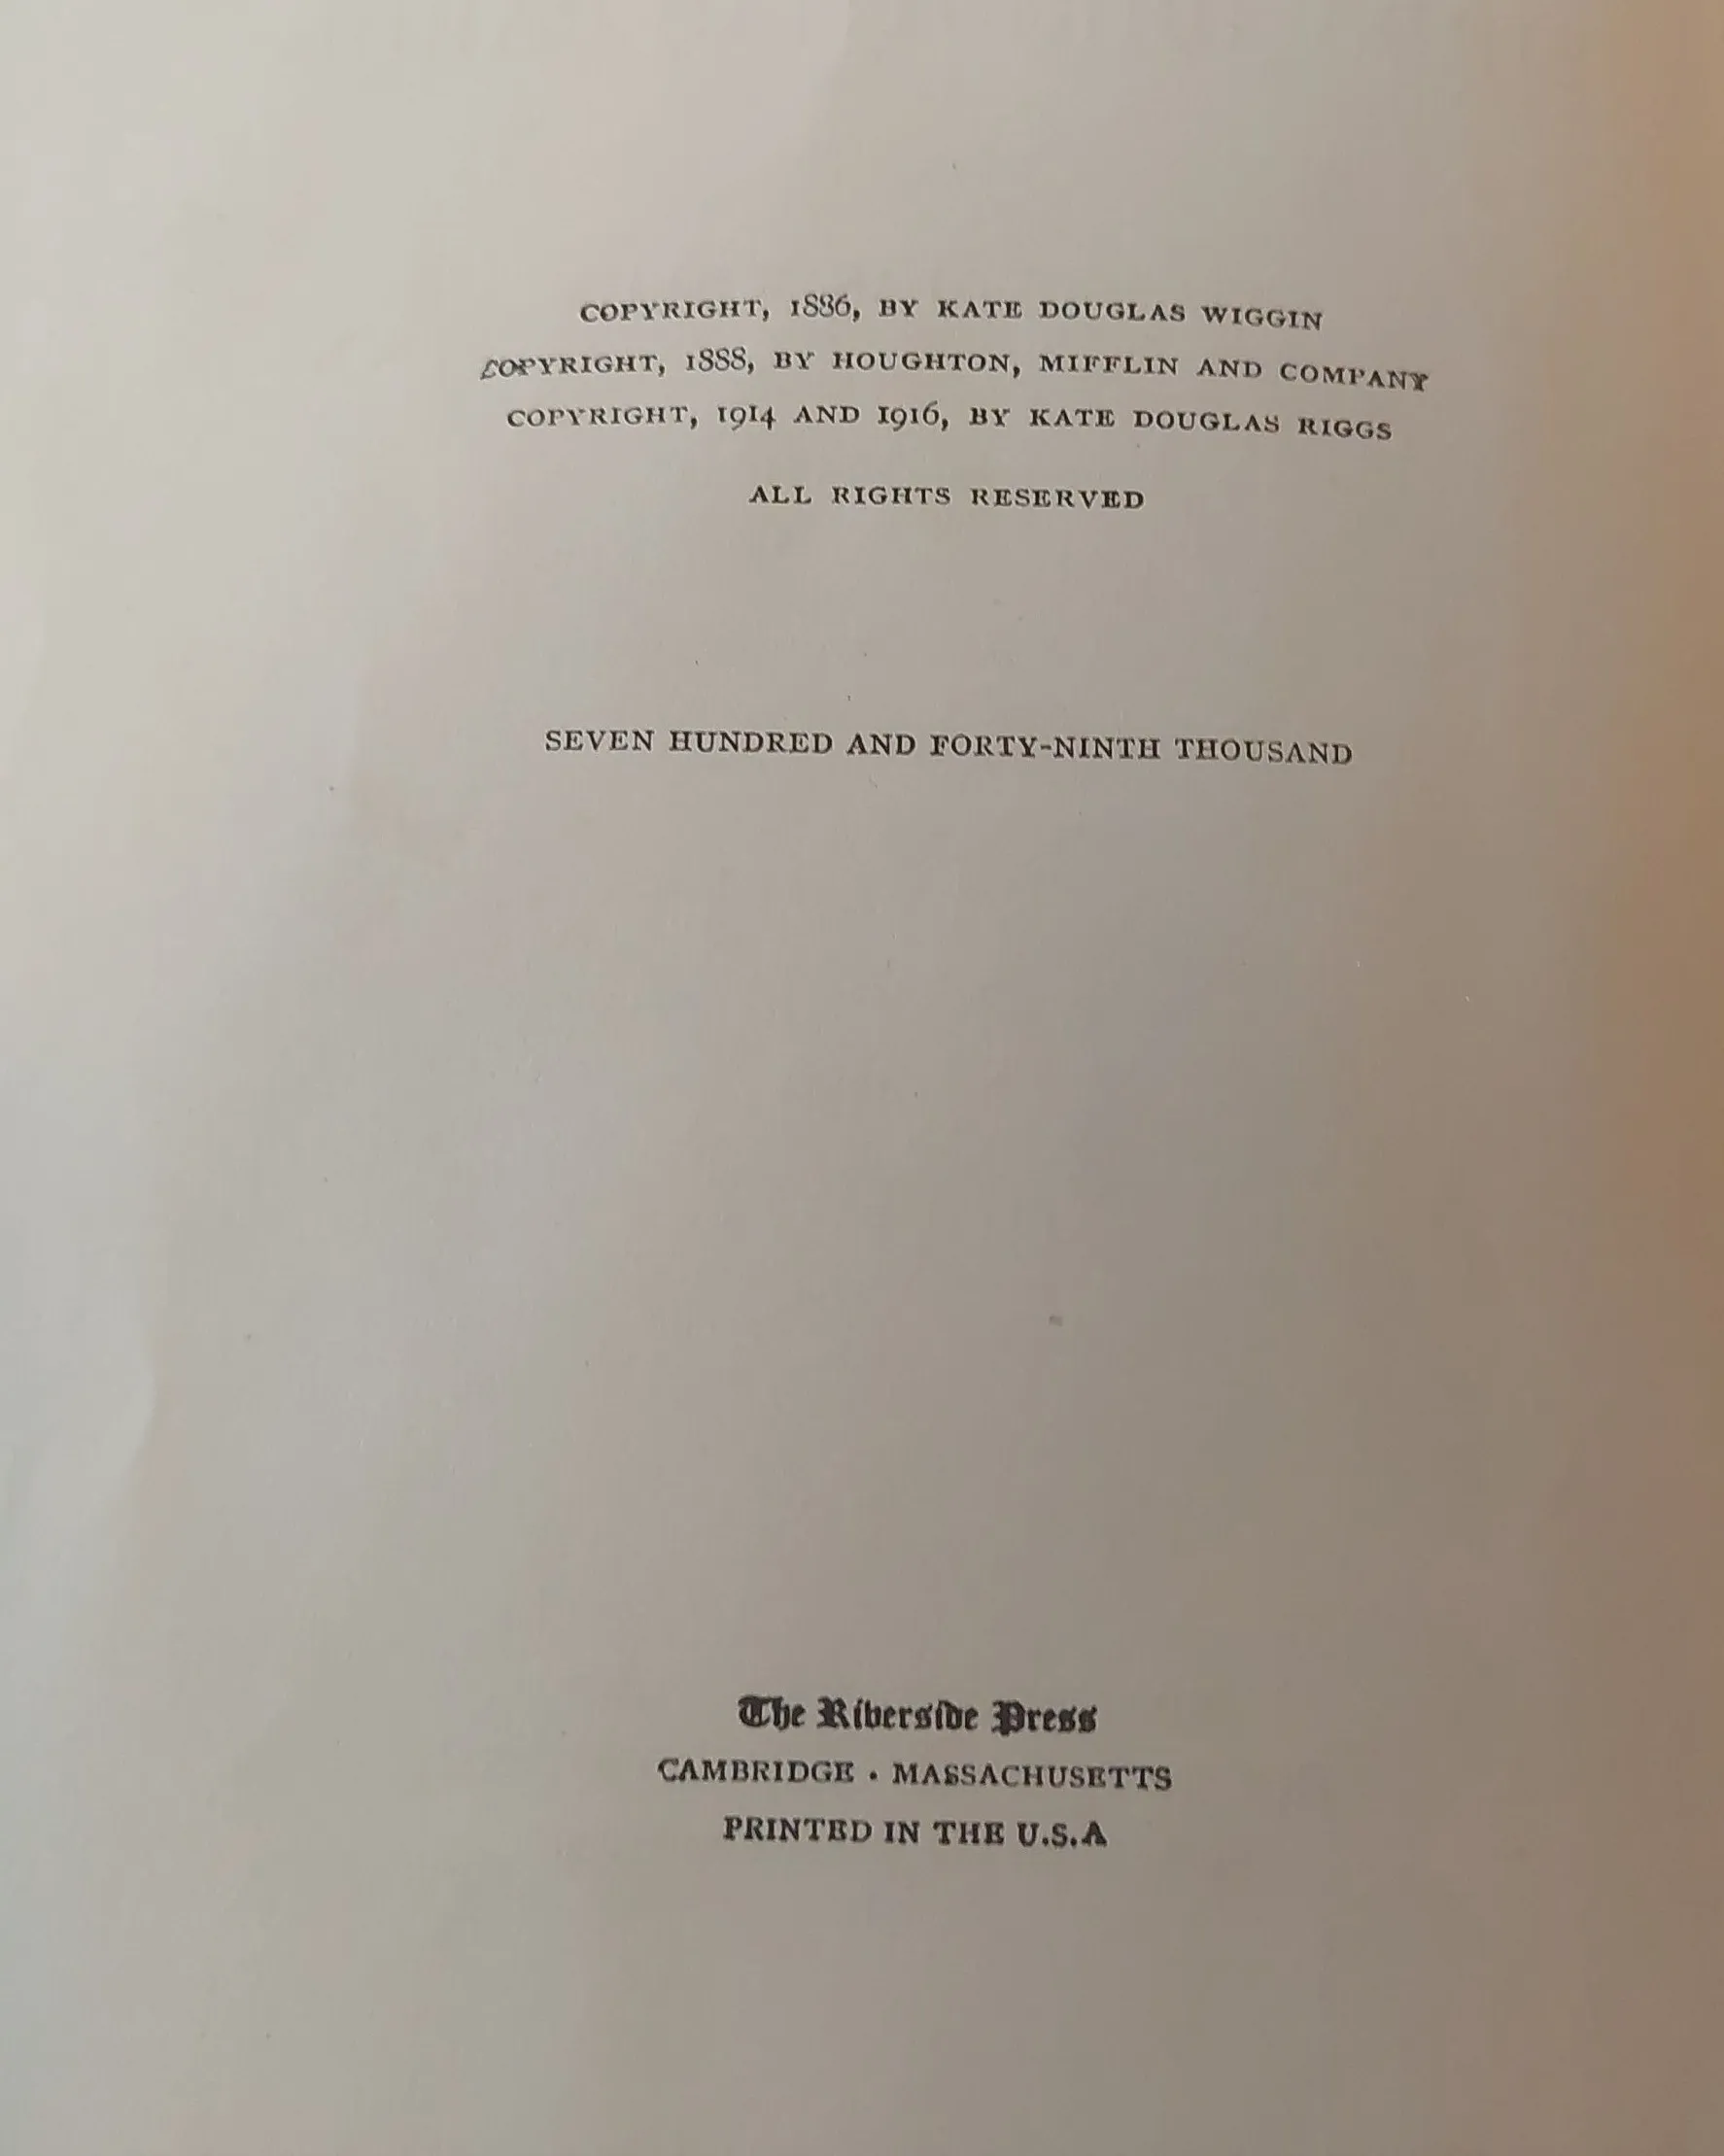 COPYRIGHT, 1886, BY KATE DOUGLAS WIGGIN
COPYRIGHT, 1888, BY HOUGHTON, MIFFLIN AND COMPANY
COPYRIGHT, 1914 AND 1916, BY KATE DOUGLAS RIGGS
ALL RIGHTS RESERVED
SEVEN HUNDRED AND FORTY-NINTH THOUSAND
The Riverside Press
CAMBRIDGE · MASSACHUSETTS
PRINTED IN THE U.S.A